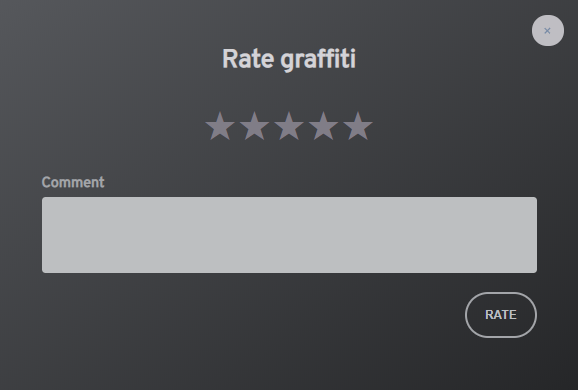 ×
Rate graffiti
★★★★★
Comment
RATE